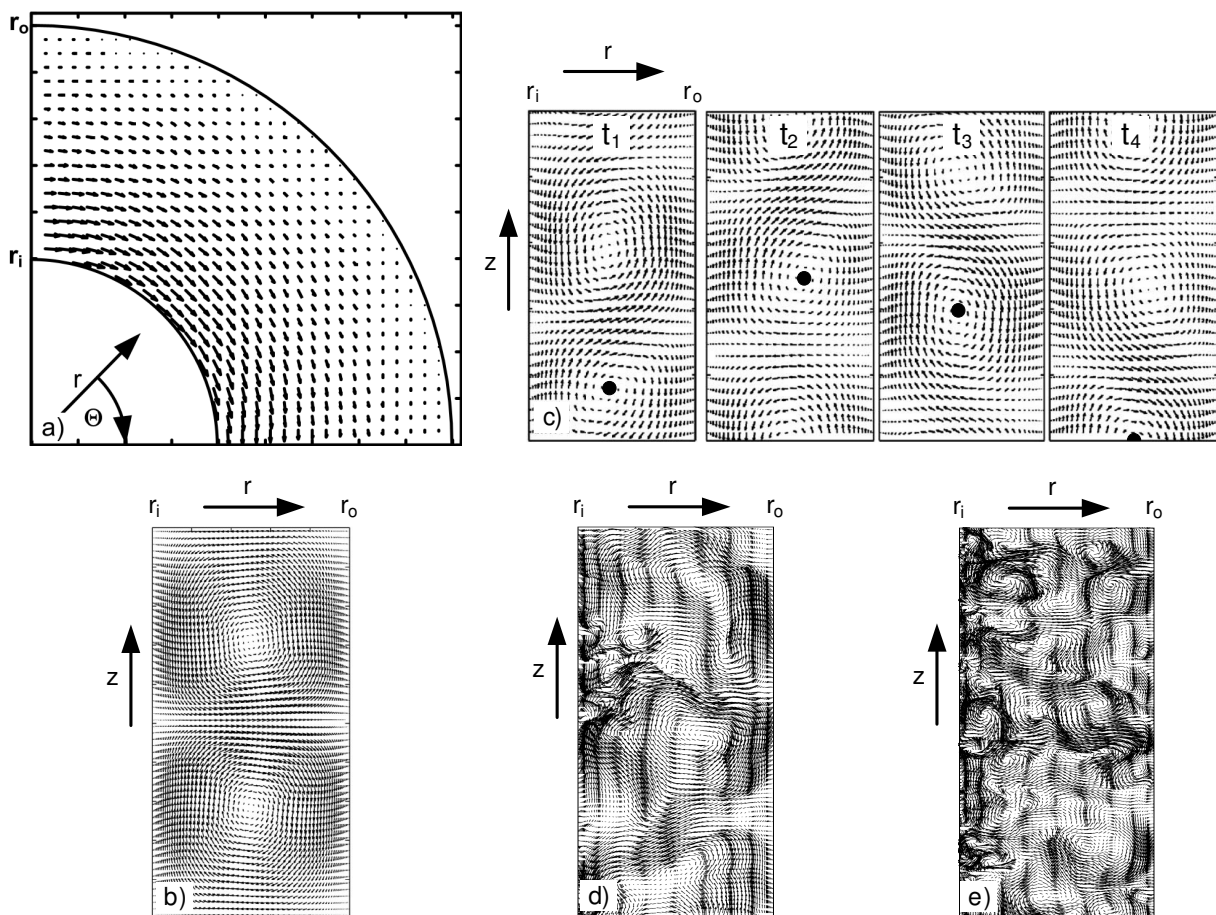 r_o
r_i
r
Θ
a)
r
r_i r_o
t_1 t_2 t_3 t_4
z
c)
r_i r r_o
z
b)
r_i r r_o
z
d)
r_i r r_o
z
e)